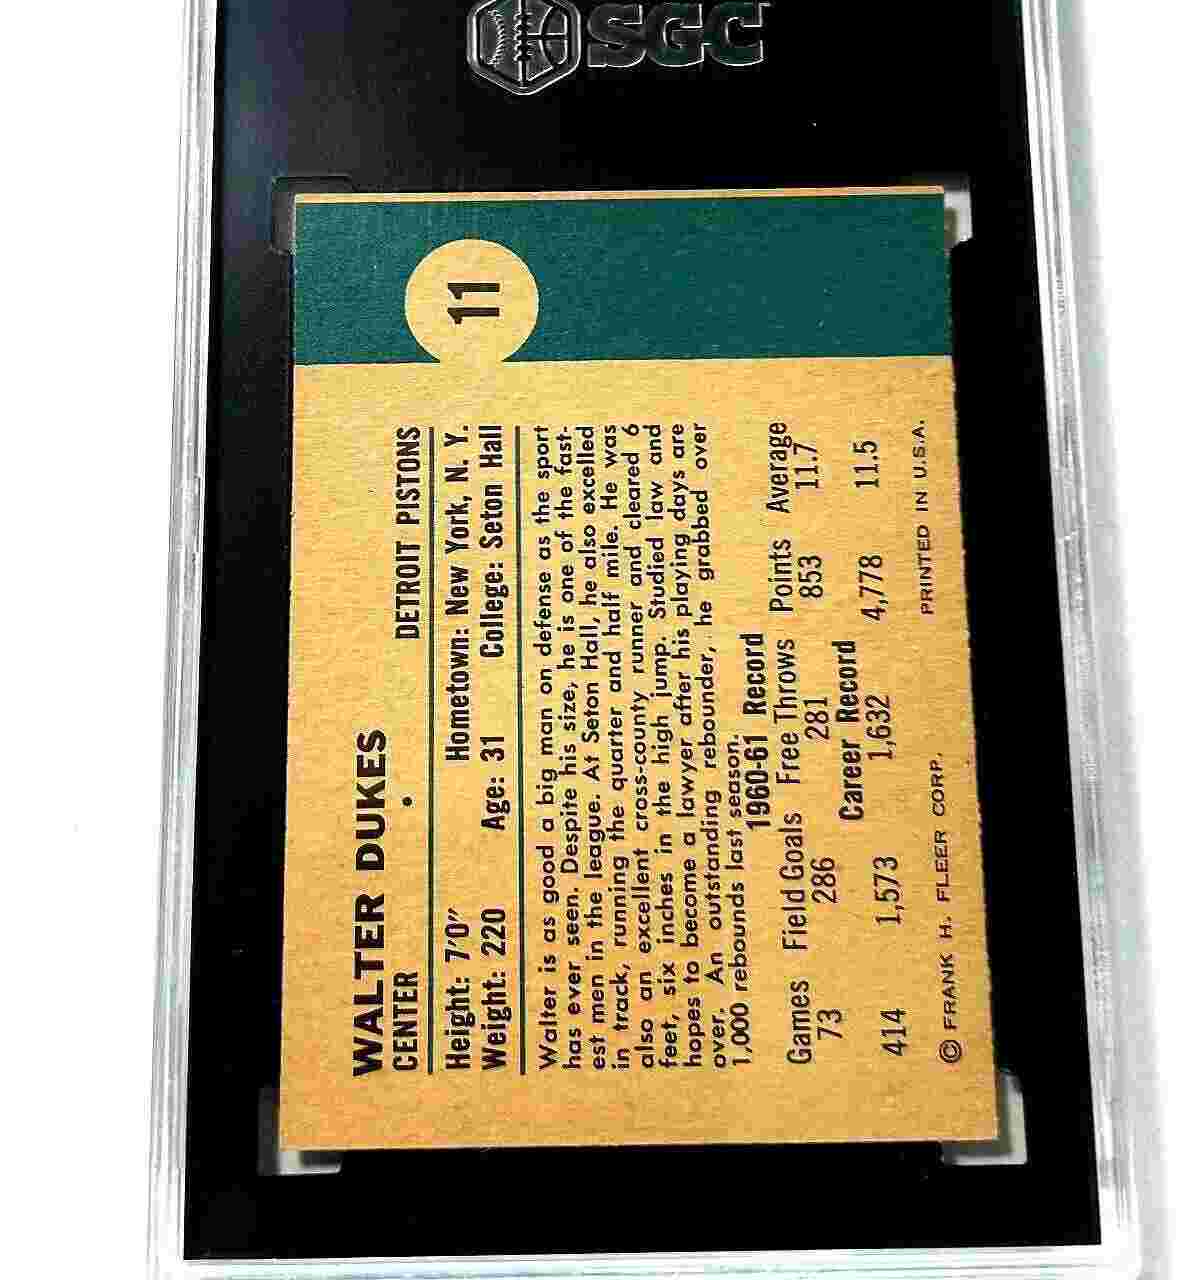 SGC
11
WALTER DUKES
CENTER DETROIT PISTONS
Height: 7'0" Hometown: New York, N. Y.
Weight: 220 Age: 31 College: Seton Hall
Walter is as good a big man on defense as the sport
has ever seen. Despite his size, he is one of the fast-
est men in the league. At Seton Hall, he also excelled
in track, running the quarter and half mile. He was
also an excellent cross-county runner and cleared 6
feet, six inches in the high jump. Studied law and
hopes to become a lawyer after his playing days are
over. An outstanding rebounder, he grabbed over
1,000 rebounds last season.
1960-61 Record
Games Field Goals Free Throws Points Average
73 286 281 853 11.7
Career Record
414 1,573 1,632 4,778 11.5
© FRANK H. FLEER CORP. PRINTED IN U.S.A.